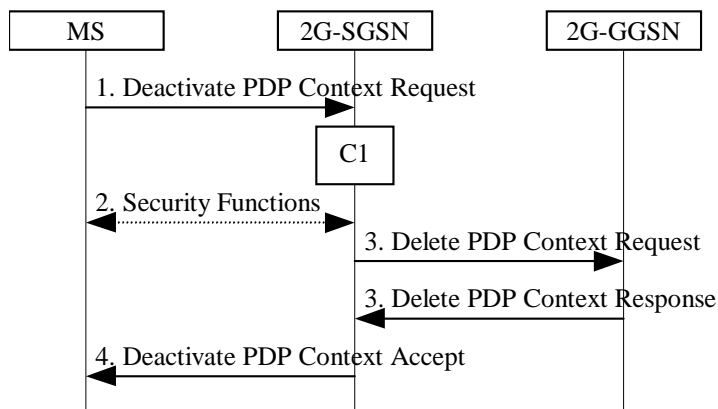 MS
2G-SGSN
2G-GGSN
1. Deactivate PDP Context Request
C1
2. Security Functions
3. Delete PDP Context Request
3. Delete PDP Context Response
4. Deactivate PDP Context Accept